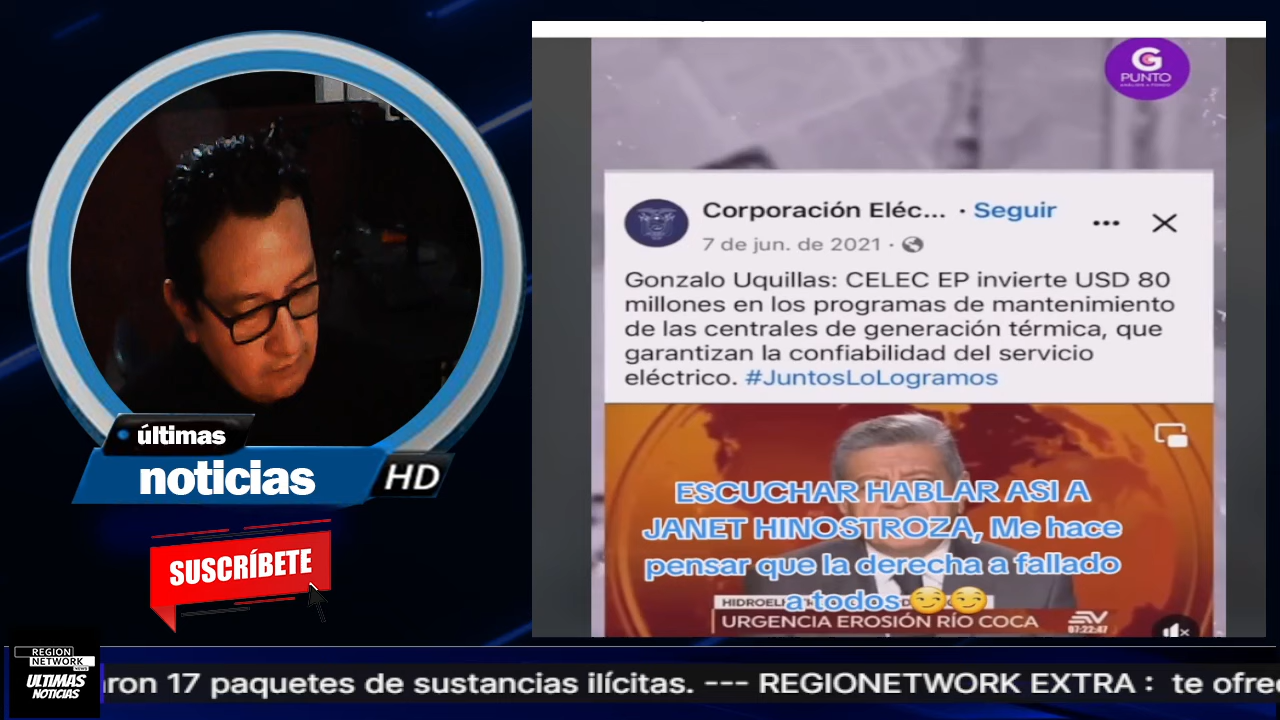 G
PUNTO
Corporación Eléc... · Seguir
7 de jun. de 2021 ·
Gonzalo Uquillas: CELEC EP invierte USD 80
millones en los programas de mantenimiento
de las centrales de generación térmica, que
garantizan la confiabilidad del servicio
eléctrico. #JuntosLoLogramos
ESCUCHAR HABLAR ASI A
JANET HINOSTROZA, Me hace
pensar que la derecha a fallado
a todos😏😏
URGENCIA EROSIÓN RÍO COCA
07:22:47
últimas
noticias
HD
SUSCRÍBETE
REGION
NETWORK
ULTIMAS
NOTICIAS
ron 17 paquetes de sustancias ilícitas. --- REGIONETWORK EXTRA : te ofre